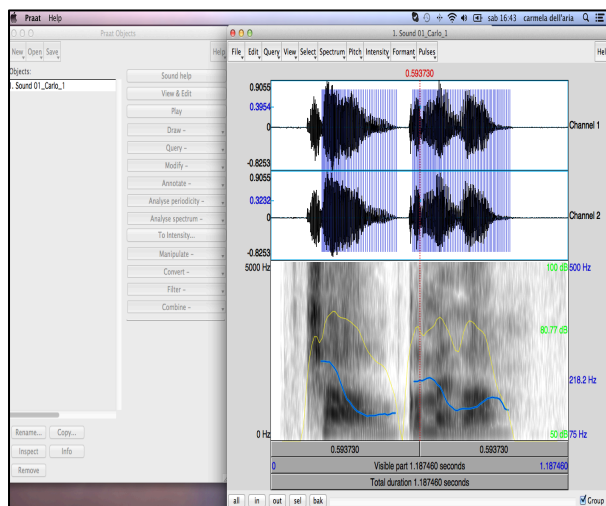 Praat Help
sab 16:43 carmela dell'aria
Praat Objects
New Open Save Help
Objects:
1. Sound 01_Carlo_1
Sound help
View & Edit
Play
Draw -
Query -
Modify -
Annotate -
Analyse periodicity -
Analyse spectrum -
To Intensity...
Manipulate -
Convert -
Filter -
Combine -
Rename... Copy...
Inspect Info
Remove
1. Sound 01_Carlo_1
File Edit Query View Select Spectrum Pitch Intensity Formant Pulses Hel
0.593730
0.9055
0.3954
0
-0.8253
Channel 1
0.9055
0.3232
0
-0.8253
Channel 2
5000 Hz
100 dB 500 Hz
80.77 dB
218.2 Hz
0 Hz
50 dB 75 Hz
0.593730 0.593730
0 Visible part 1.187460 seconds 1.187460
Total duration 1.187460 seconds
all in out sel bak Group